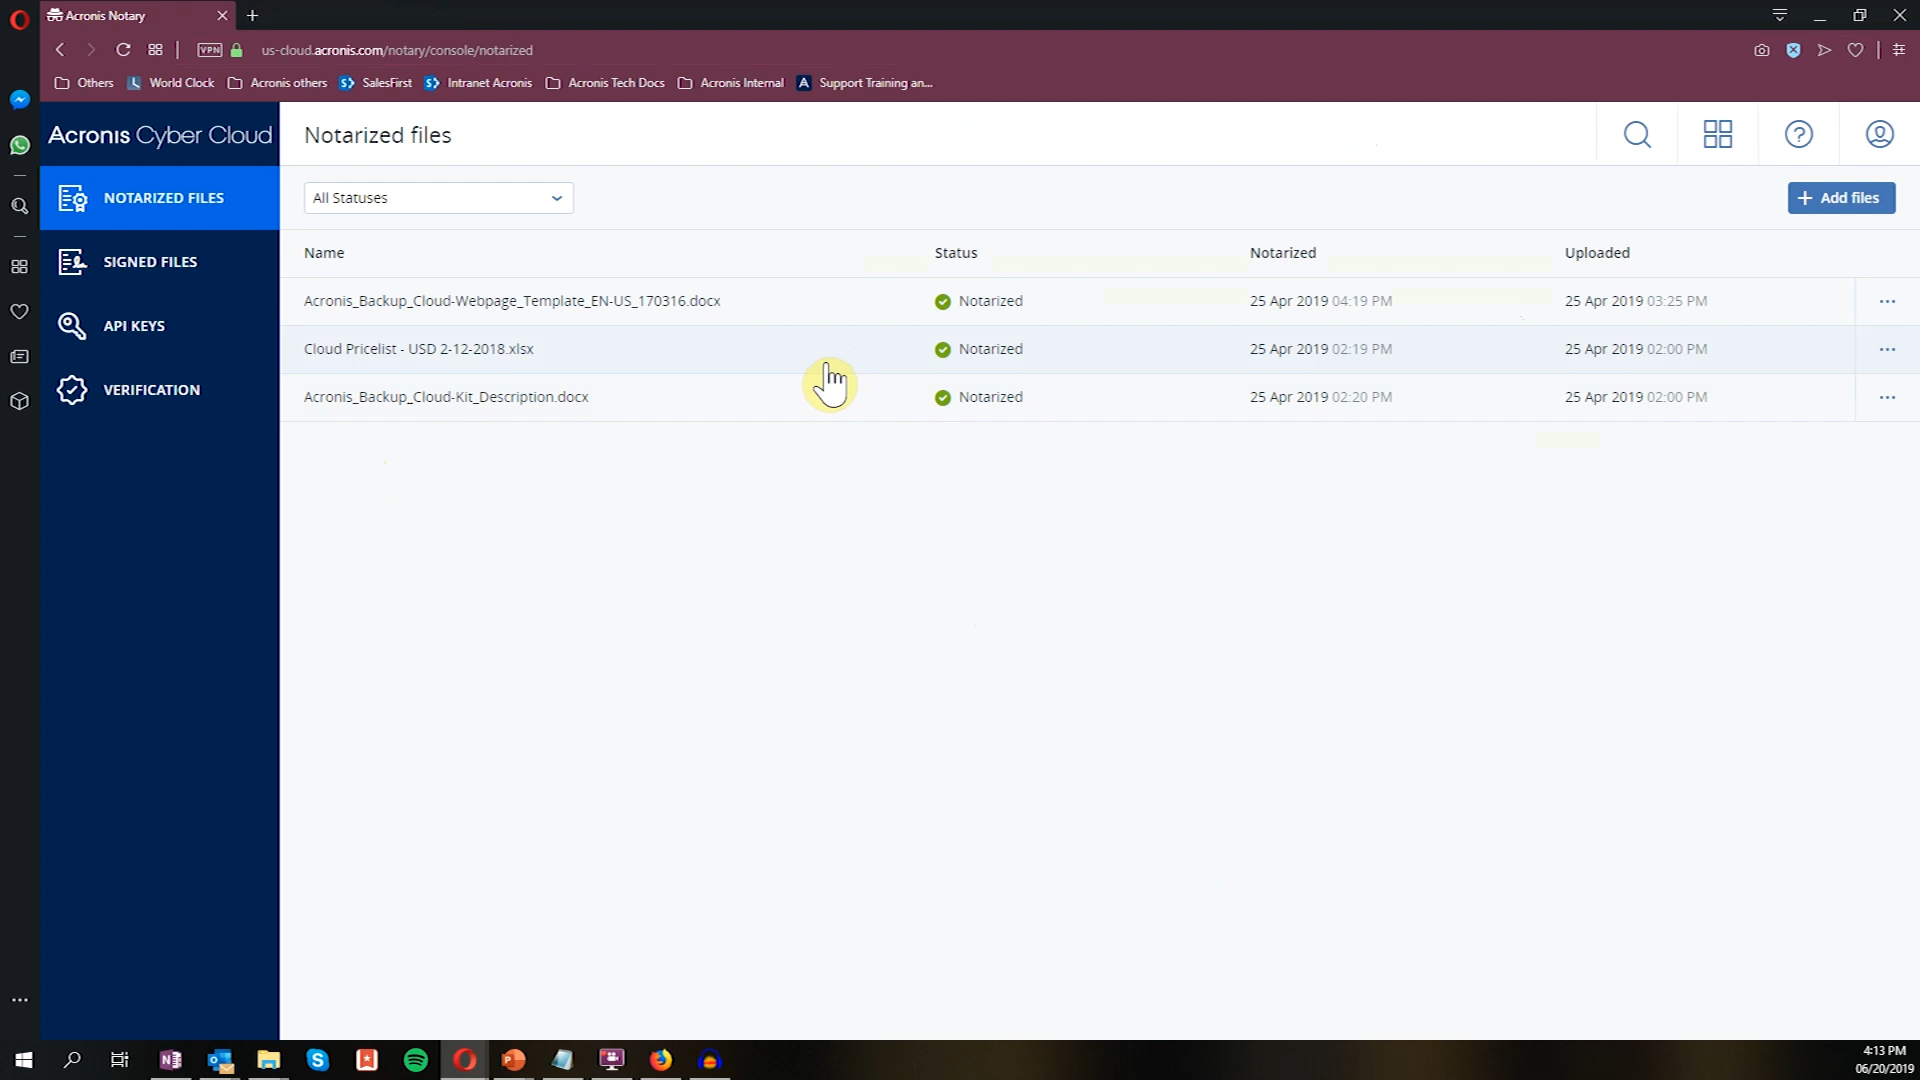 Acronis Notary
VPN us-cloud.acronis.com/notary/console/notarized
Others World Clock Acronis others SalesFirst Intranet Acronis Acronis Tech Docs Acronis Internal Support Training an...
Acronis Cyber Cloud
Notarized files
NOTARIZED FILES
SIGNED FILES
API KEYS
VERIFICATION
All Statuses
+ Add files
Name Status Notarized Uploaded
Acronis_Backup_Cloud-Webpage_Template_EN-US_170316.docx Notarized 25 Apr 2019 04:19 PM 25 Apr 2019 03:25 PM
Cloud Pricelist - USD 2-12-2018.xlsx Notarized 25 Apr 2019 02:19 PM 25 Apr 2019 02:00 PM
Acronis_Backup_Cloud-Kit_Description.docx Notarized 25 Apr 2019 02:20 PM 25 Apr 2019 02:00 PM
4:13 PM
06/20/2019